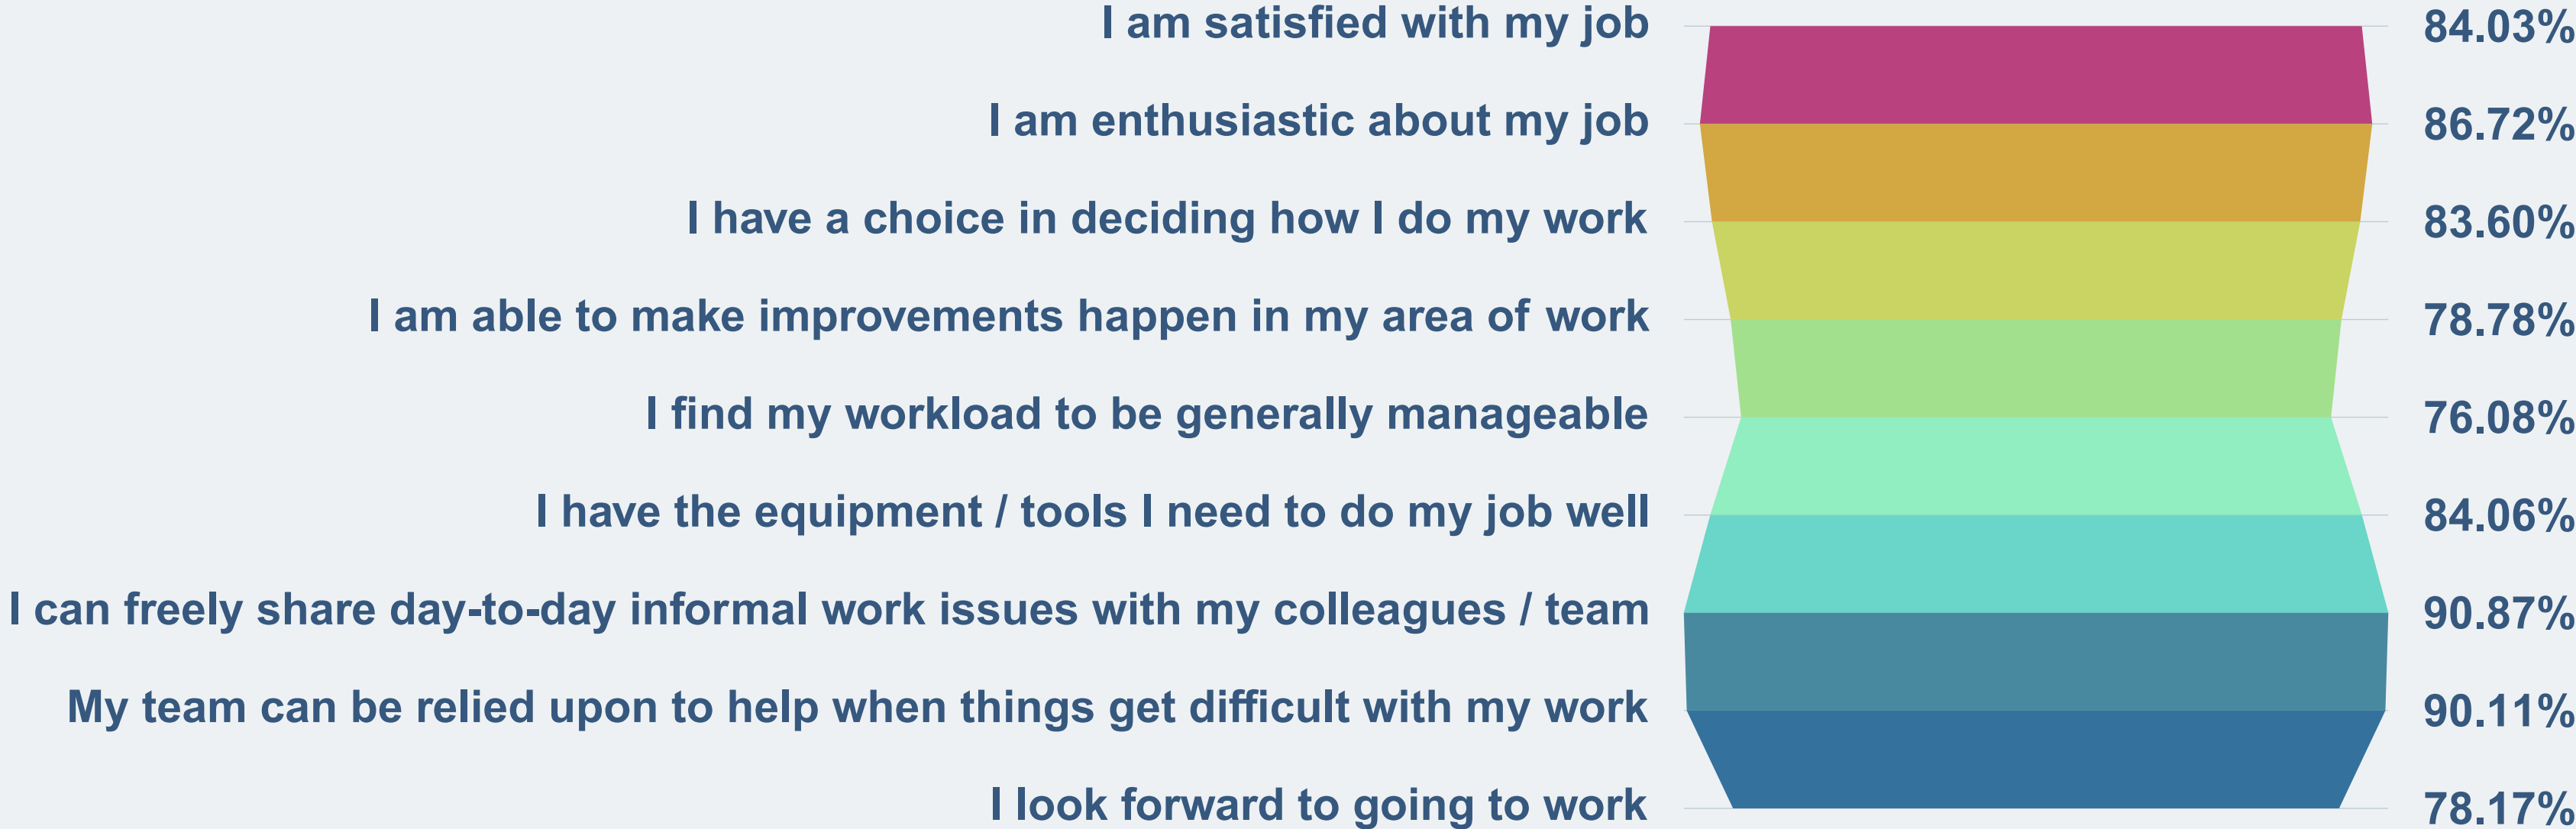 I am satisfied with my job 84.03%
I am enthusiastic about my job 86.72%
I have a choice in deciding how I do my work 83.60%
I am able to make improvements happen in my area of work 78.78%
I find my workload to be generally manageable 76.08%
I have the equipment / tools I need to do my job well 84.06%
I can freely share day-to-day informal work issues with my colleagues / team 90.87%
My team can be relied upon to help when things get difficult with my work 90.11%
I look forward to going to work 78.17%